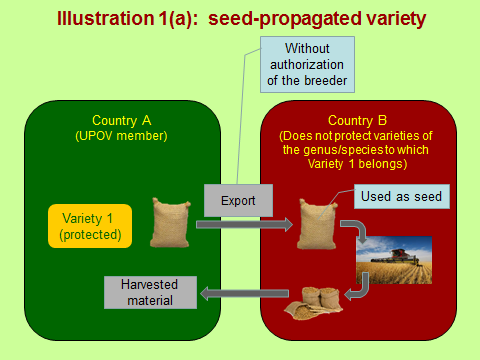 Illustration 1(a): seed-propagated variety
Without
authorization
of the breeder
Country A
(UPOV member)
Country B
(Does not protect varieties of
the genus/species to which
Variety 1 belongs)
Export
Used as seed
Variety 1
(protected)
Harvested
material